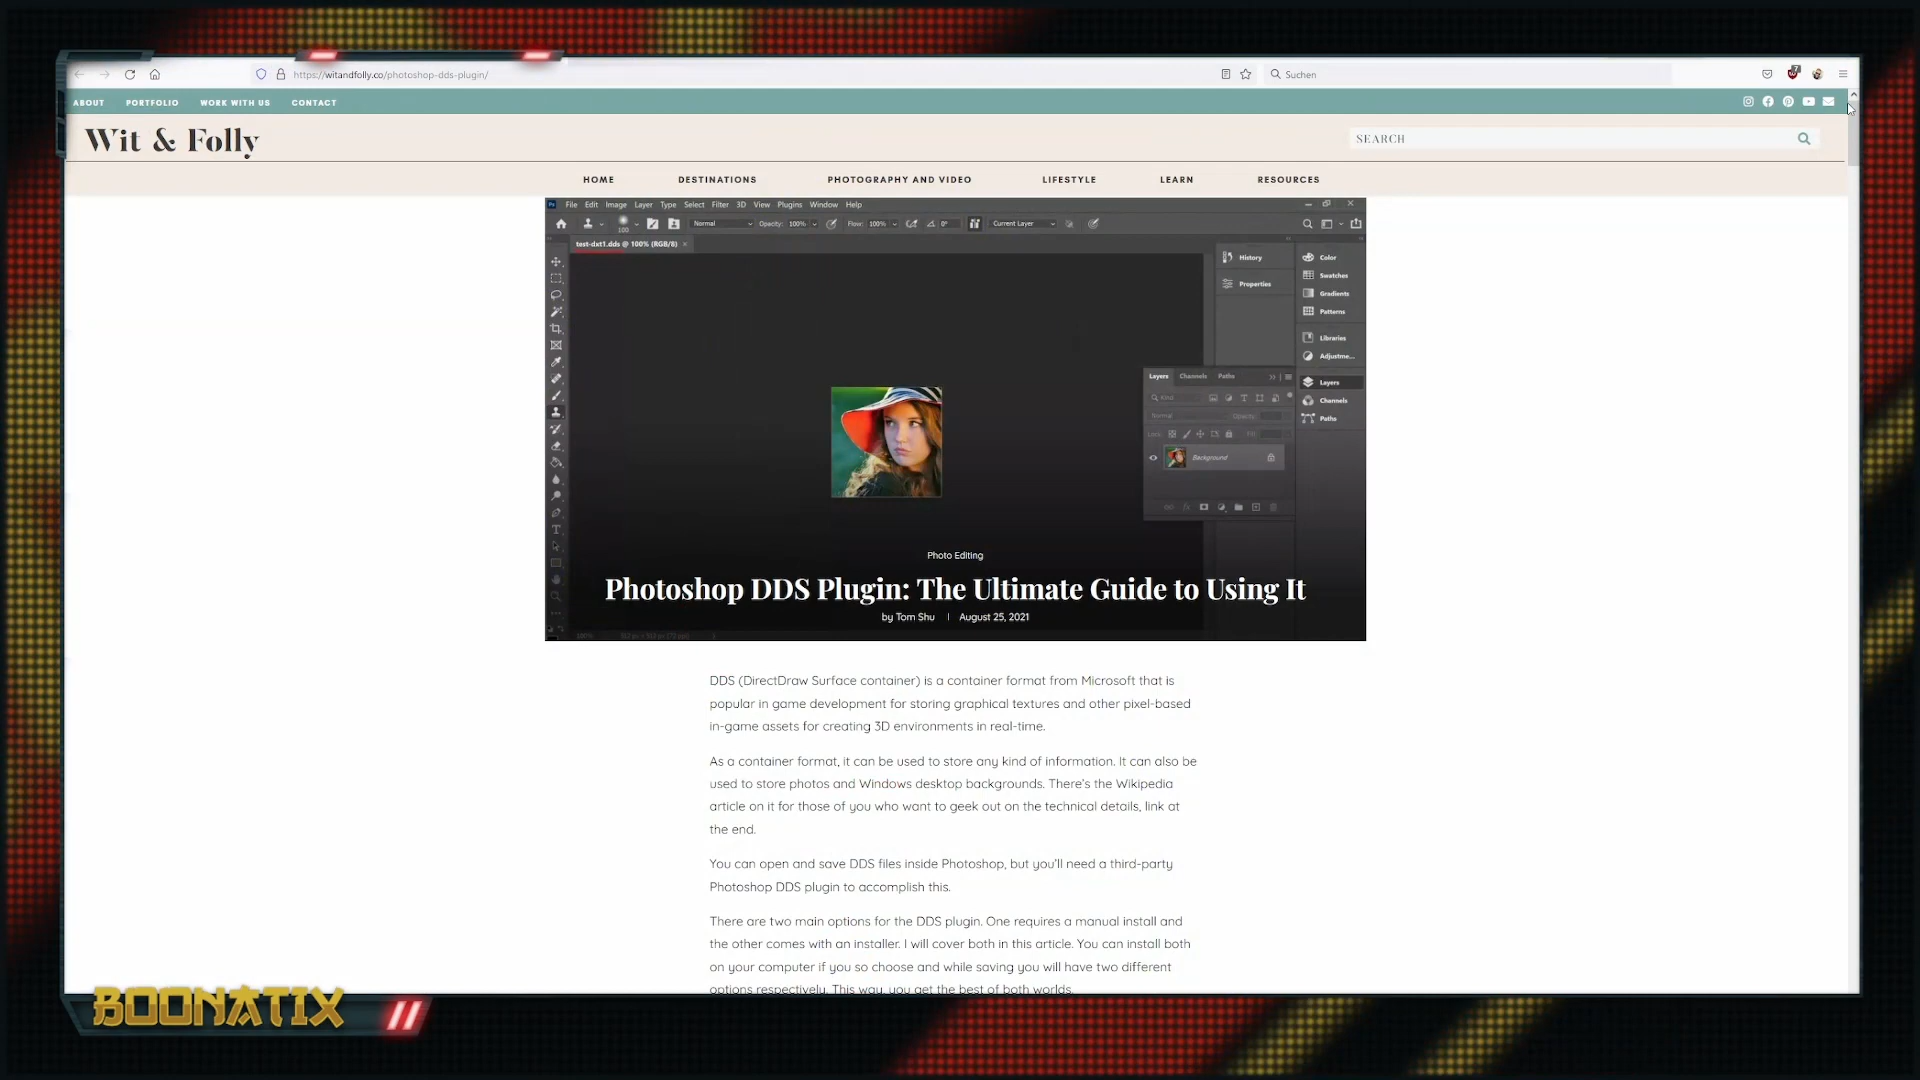 https://witandfolly.co/photoshop-dds-plugin/
Suchen
7
ABOUT PORTFOLIO WORK WITH US CONTACT
Wit & Folly
SEARCH
HOME DESTINATIONS PHOTOGRAPHY AND VIDEO LIFESTYLE LEARN RESOURCES
Ps File Edit Image Layer Type Select Filter 3D View Plugins Window Help
100 Normal Opacity: 100% Flow: 100% 0° Current Layer
test-dxt1.dds @ 100% (RGB/8)
History
Properties
Color
Swatches
Gradients
Patterns
Libraries
Adjustme...
Layers
Channels
Paths
Layers Channels Paths
Kind
Normal Opacity:
Lock: Fill:
Background
Photo Editing
Photoshop DDS Plugin: The Ultimate Guide to Using It
by Tom Shu | August 25, 2021
DDS (DirectDraw Surface container) is a container format from Microsoft that is
popular in game development for storing graphical textures and other pixel-based
in-game assets for creating 3D environments in real-time.
As a container format, it can be used to store any kind of information. It can also be
used to store photos and Windows desktop backgrounds. There's the Wikipedia
article on it for those of you who want to geek out on the technical details, link at
the end.
You can open and save DDS files inside Photoshop, but you'll need a third-party
Photoshop DDS plugin to accomplish this.
There are two main options for the DDS plugin. One requires a manual install and
the other comes with an installer. I will cover both in this article. You can install both
on your computer if you so choose and while saving you will have two different
options respectively. This way, you get the best of both worlds.
BOONATIX